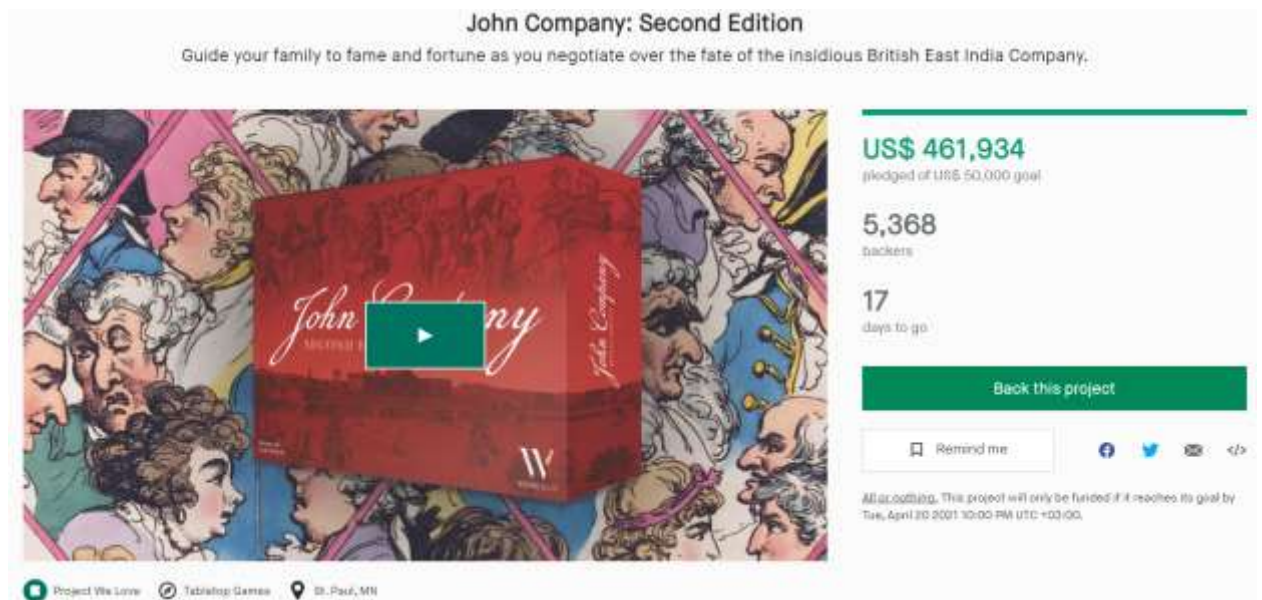 John Company: Second Edition
Guide your family to fame and fortune as you negotiate over the fate of the insidious British East India Company.
US$ 461,934
pledged of US$ 50,000 goal
5,368
backers
17
days to go
John ny
John Company
SECOND
W
Back this project
Remind me
All or nothing. This project will only be funded if it reaches its goal by
Tue, April 20 2021 10:00 PM UTC +03:00.
Project We Love
Tabletop Games
St. Paul, MN